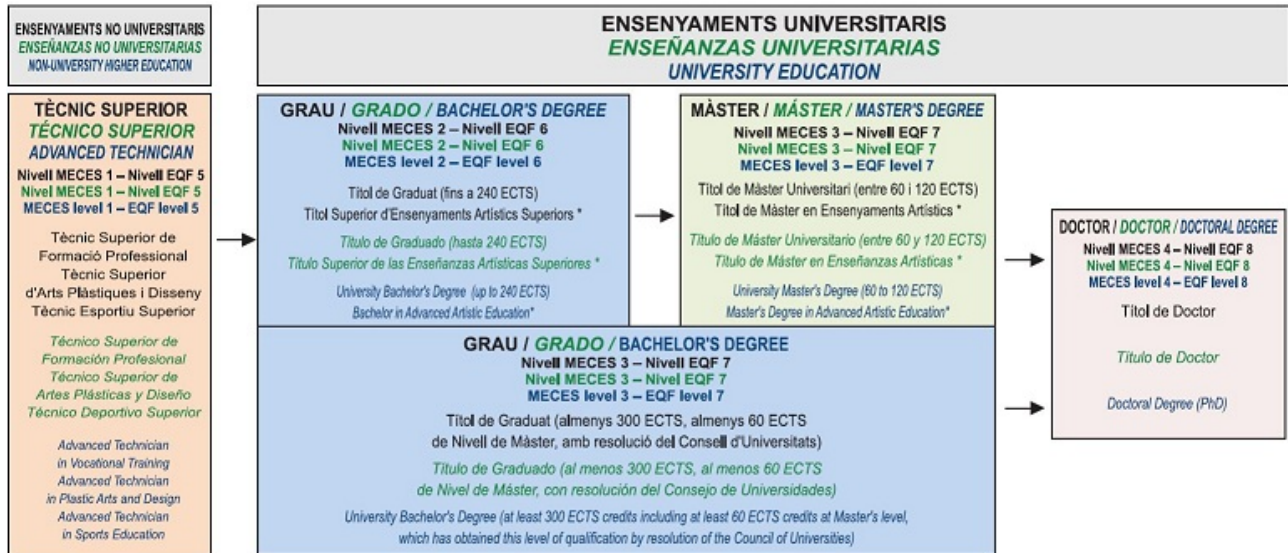 ENSENYAMENTS NO UNIVERSITARIS
ENSEÑANZAS NO UNIVERSITARIAS
NON-UNIVERSITY HIGHER EDUCATION
ENSENYAMENTS UNIVERSITARIS
ENSEÑANZAS UNIVERSITARIAS
UNIVERSITY EDUCATION
TÈCNIC SUPERIOR
TÉCNICO SUPERIOR
ADVANCED TECHNICIAN
Nivell MECES 1 – Nivell EQF 5
Nivel MECES 1 – Nivel EQF 5
MECES level 1 – EQF level 5
Tècnic Superior de
Formació Professional
Tècnic Superior
d'Arts Plàstiques i Disseny
Tècnic Esportiu Superior
Técnico Superior de
Formación Profesional
Técnico Superior de
Artes Plásticas y Diseño
Técnico Deportivo Superior
Advanced Technician
in Vocational Training
Advanced Technician
in Plastic Arts and Design
Advanced Technician
in Sports Education
GRAU / GRADO / BACHELOR'S DEGREE
Nivell MECES 2 – Nivell EQF 6
Nivel MECES 2 – Nivel EQF 6
MECES level 2 – EQF level 6
Títol de Graduat (fins a 240 ECTS)
Títol Superior d'Ensenyaments Artístics Superiors *
Título de Graduado (hasta 240 ECTS)
Título Superior de las Enseñanzas Artísticas Superiores *
University Bachelor's Degree (up to 240 ECTS)
Bachelor in Advanced Artistic Education*
MÀSTER / MÁSTER / MASTER'S DEGREE
Nivell MECES 3 – Nivell EQF 7
Nivel MECES 3 – Nivel EQF 7
MECES level 3 – EQF level 7
Títol de Màster Universitari (entre 60 i 120 ECTS)
Títol de Màster en Ensenyaments Artístics *
Título de Máster Universitario (entre 60 y 120 ECTS)
Título de Máster en Enseñanzas Artísticas *
University Master's Degree (60 to 120 ECTS)
Master's Degree in Advanced Artistic Education*
GRAU / GRADO / BACHELOR'S DEGREE
Nivell MECES 3 – Nivell EQF 7
Nivel MECES 3 – Nivel EQF 7
MECES level 3 – EQF level 7
Títol de Graduat (almenys 300 ECTS, almenys 60 ECTS
de Nivell de Màster, amb resolució del Consell d'Universitats)
Título de Graduado (al menos 300 ECTS, al menos 60 ECTS
de Nivel de Máster, con resolución del Consejo de Universidades)
University Bachelor's Degree (at least 300 ECTS credits including at least 60 ECTS credits at Master's level,
which has obtained this level of qualification by resolution of the Council of Universities)
DOCTOR / DOCTOR / DOCTORAL DEGREE
Nivell MECES 4 – Nivell EQF 8
Nivel MECES 4 – Nivel EQF 8
MECES level 4 – EQF level 8
Títol de Doctor
Título de Doctor
Doctoral Degree (PhD)